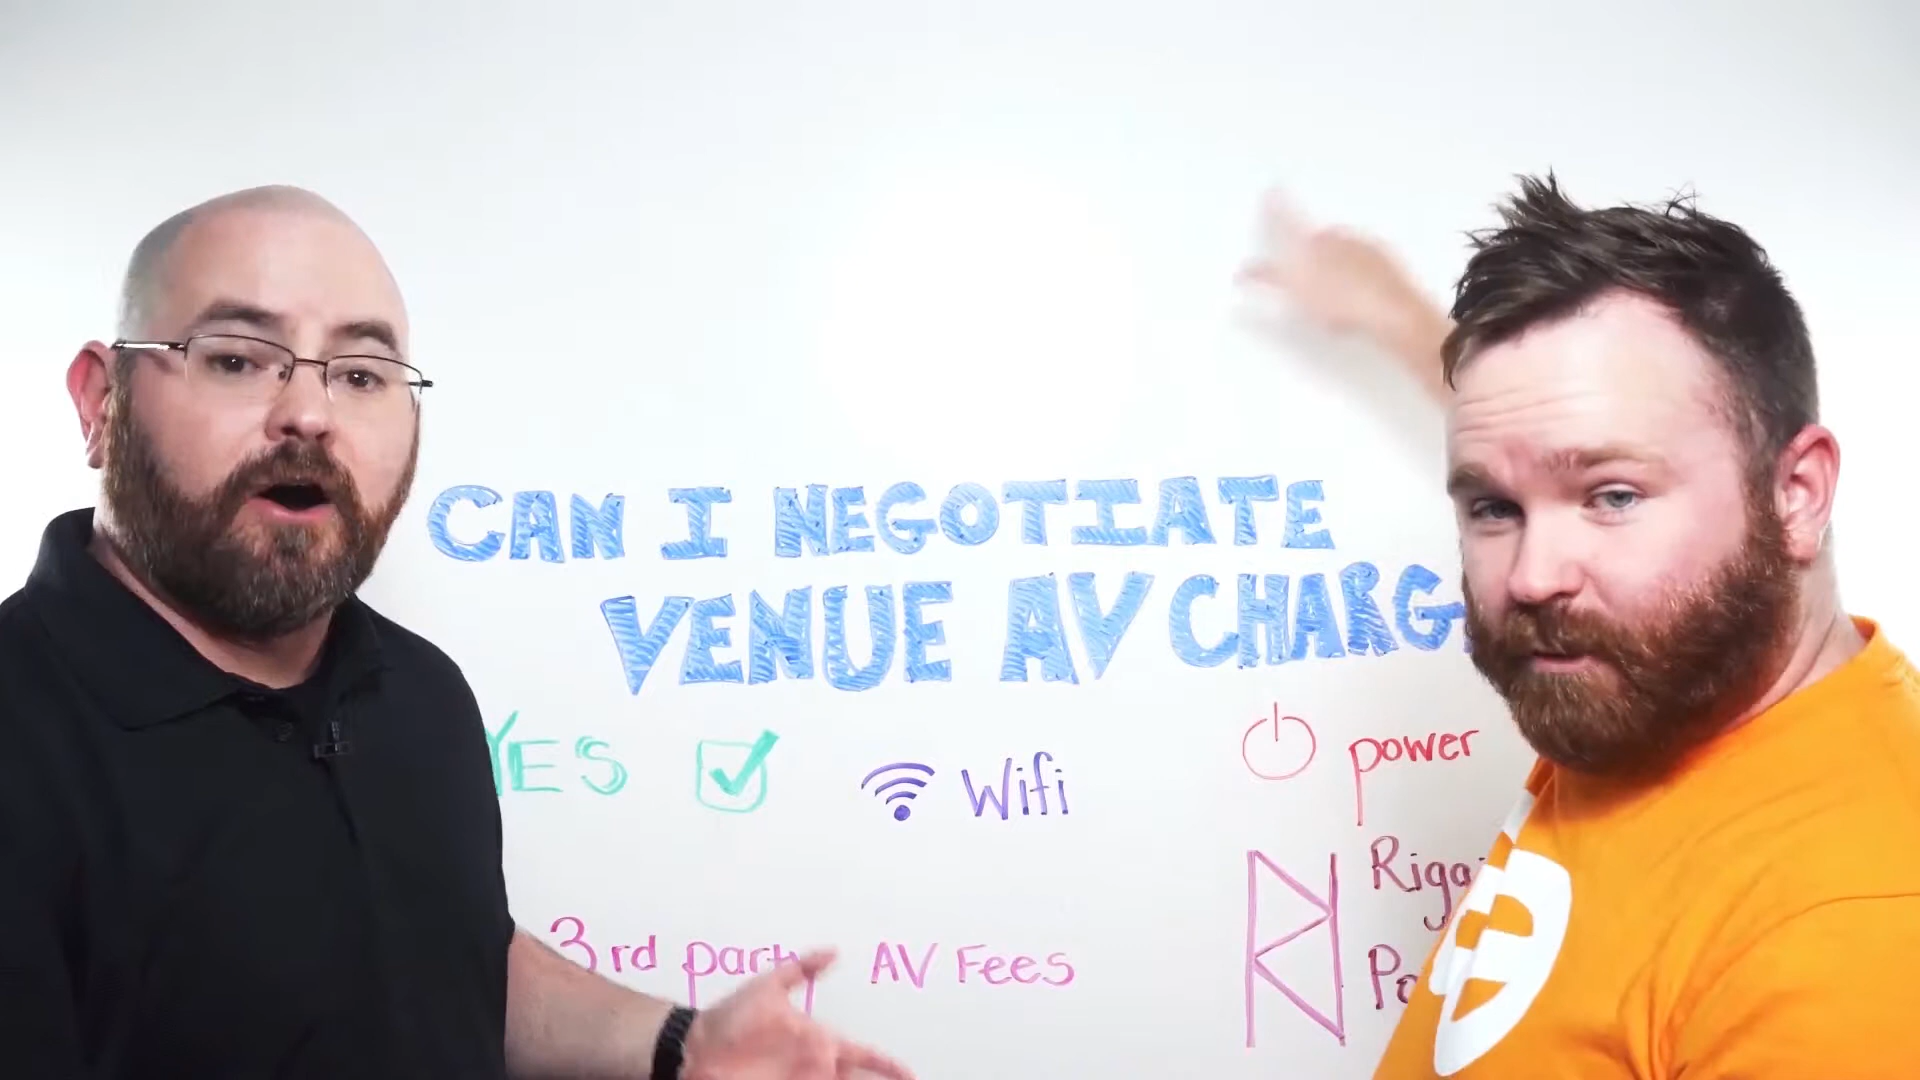 CAN I NEGOTIATE
VENUE AV CHARG
YES
Wifi
power
3rd party AV Fees